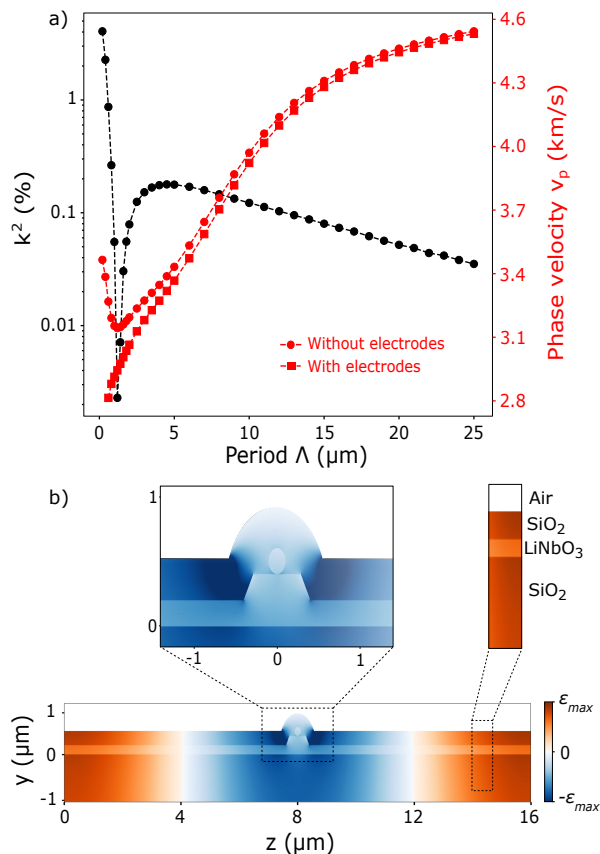 a)
4.6
4.3
4.0
3.7
3.4
3.1
2.8
Phase velocity vₚ (km/s)
1
0.1
0.01
k² (%)
Without electrodes
With electrodes
0
5
10
15
20
25
Period Λ (μm)
b)
1
0
-1
0
1
Air
SiO₂
LiNbO₃
SiO₂
y (μm)
1
0
-1
0
4
8
12
16
z (μm)
εₘₐₓ
0
-εₘₐₓ